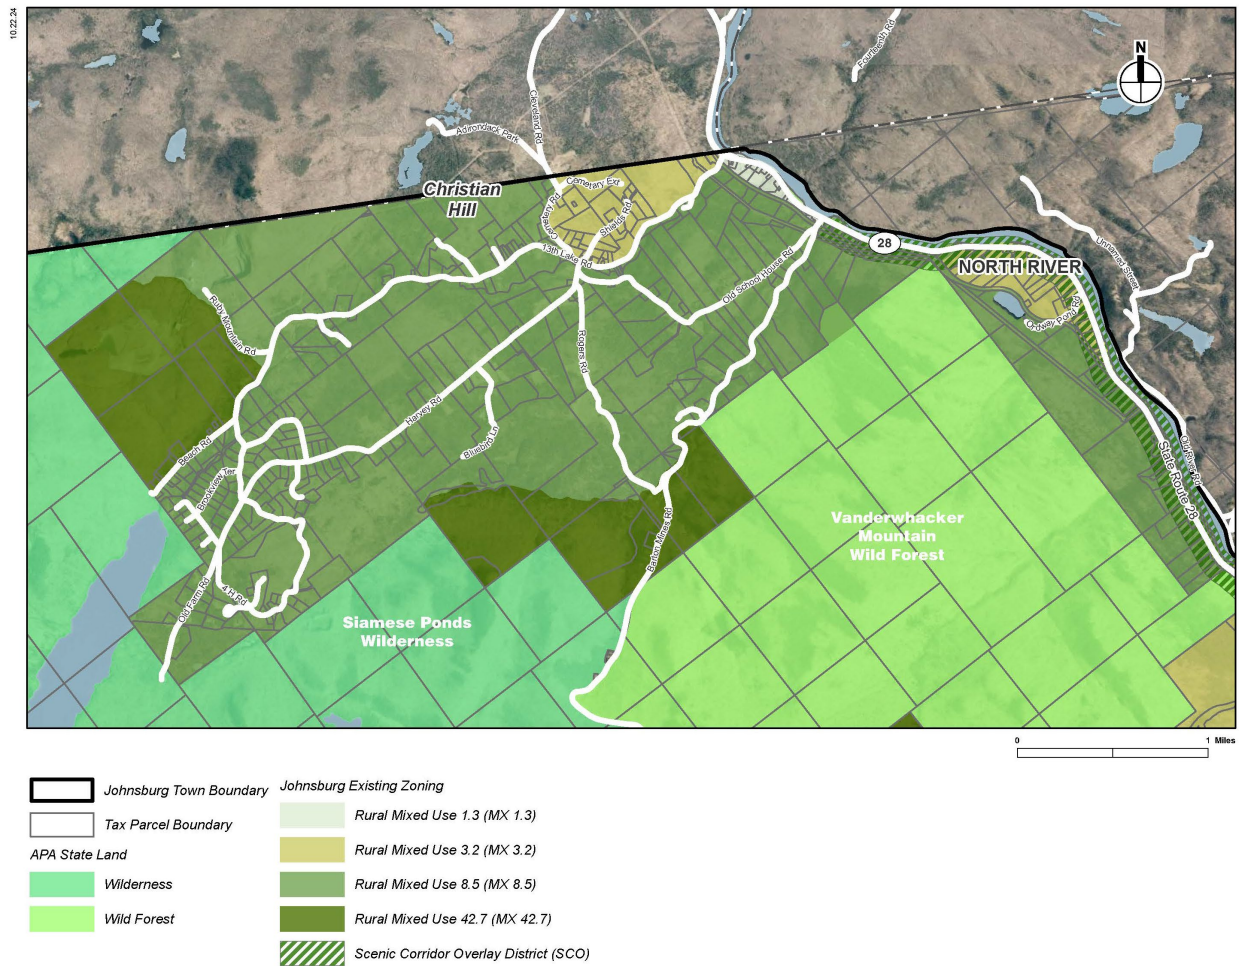 10.22.24
N
Fourteenth Rd
Cleveland Rd
Adirondack Park
Christian
Hill
Cemetery Ext
Cemetery Rd
Shields Rd
13th Lake Rd
28
NORTH RIVER
Unnamed Street
Old School House Rd
Ordway Pond Rd
Ruby Mountain Rd
Rogers Rd
Harvey Rd
Bluebird Ln
Beach Rd
Brookview Ter
Old River Rd
State Route 28
Barton Mines Rd
Vanderwhacker
Mountain
Wild Forest
Old Farm Rd
4 H Rd
Siamese Ponds
Wilderness
0 1 Miles
Johnsburg Town Boundary
Tax Parcel Boundary
APA State Land
Wilderness
Wild Forest
Johnsburg Existing Zoning
Rural Mixed Use 1.3 (MX 1.3)
Rural Mixed Use 3.2 (MX 3.2)
Rural Mixed Use 8.5 (MX 8.5)
Rural Mixed Use 42.7 (MX 42.7)
Scenic Corridor Overlay District (SCO)